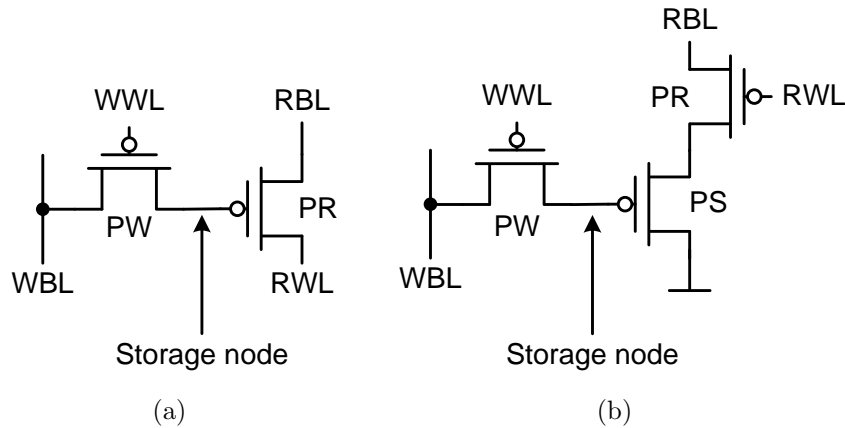 WWL
RBL
PW
PR
WBL
RWL
Storage node
(a)
RBL
PR
RWL
WWL
PW
PS
WBL
Storage node
(b)